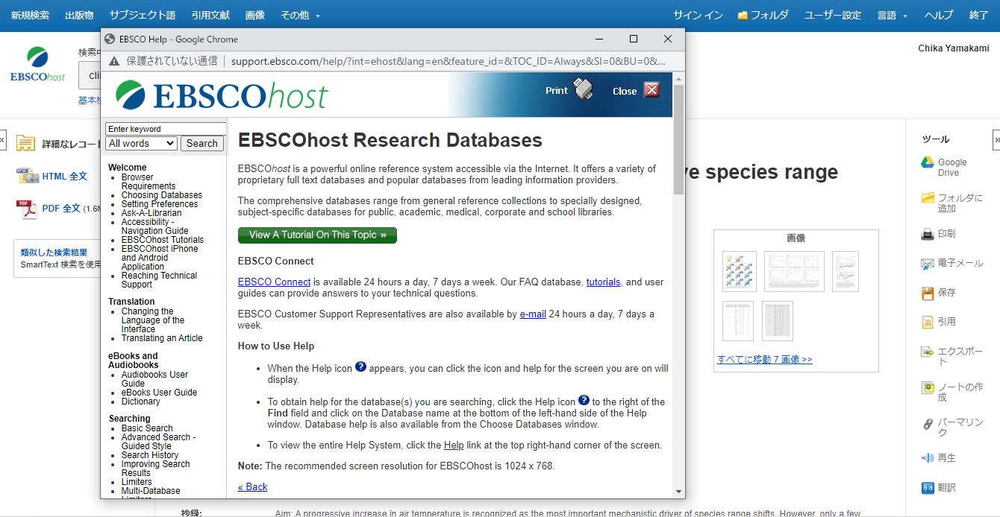 新規検索 出版物 サブジェクト語 引用文献 画像 その他 サイン イン フォルダ ユーザー設定 言語 ヘルプ 終了
EBSCO Help - Google Chrome
保護されていない通信 | support.ebsco.com/help/?int=ehost&lang=en&feature_id=&TOC_ID=Always&SI=0&BU=0&...
Chika Yamakami
EBSCOhost
検索
cli
基本
EBSCOhost
Print
Close
Enter keyword
All words
Search
Welcome
Browser
Requirements
Choosing Databases
Setting Preferences
Ask-A-Librarian
Accessibility -
Navigation Guide
EBSCOhost Tutorials
EBSCOhost iPhone
and Android
Application
Reaching Technical
Support
Translation
Changing the
Language of the
Interface
Translating an Article
eBooks and
Audiobooks
Audiobooks User
Guide
eBooks User Guide
Dictionary
Searching
Basic Search
Advanced Search -
Guided Style
Search History
Improving Search
Results
Limiters
Multi-Database
EBSCOhost Research Databases
EBSCOhost is a powerful online reference system accessible via the Internet. It offers a variety of
proprietary full text databases and popular databases from leading information providers.
The comprehensive databases range from general reference collections to specially designed,
subject-specific databases for public, academic, medical, corporate and school libraries.
View A Tutorial On This Topic »
EBSCO Connect
EBSCO Connect is available 24 hours a day, 7 days a week. Our FAQ database, tutorials, and user
guides can provide answers to your technical questions.
EBSCO Customer Support Representatives are also available by e-mail 24 hours a day, 7 days a
week.
How to Use Help
When the Help icon ? appears, you can click the icon and help for the screen you are on will
display.
To obtain help for the database(s) you are searching, click the Help icon ? to the right of the
Find field and click on the Database name at the bottom of the left-hand side of the Help
window. Database help is also available from the Choose Databases window.
To view the entire Help System, click the Help link at the top right-hand corner of the screen.
Note: The recommended screen resolution for EBSCOhost is 1024 x 768.
« Back
«
詳細なレコー
HTML 全文
PDF 全文 (1.6M
類似した検索結果
SmartText 検索を使用
ve species range
画像
すべてに移動 7 画像 >>
ツール
»
Google
Drive
フォルダに
追加
印刷
電子メール
保存
引用
エクスポー
ト
ノートの作
成
パーマリン
ク
再生
翻訳
抄録:
Aim: A progressive increase in air temperature is recognized as the most important mechanistic driver of species range shifts. However, only a few